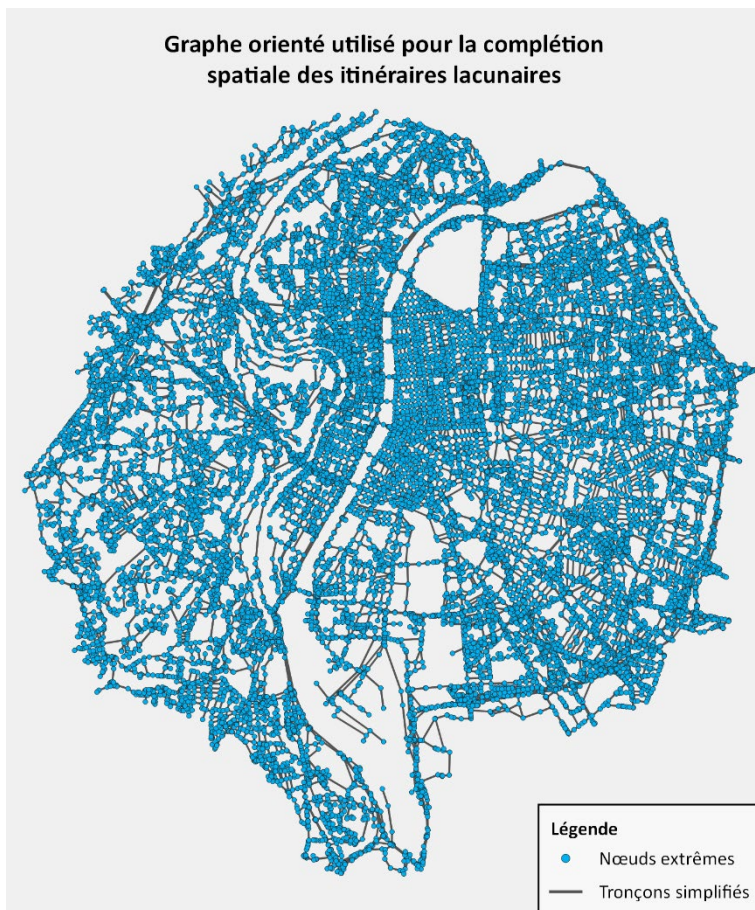 Graphe orienté utilisé pour la complétion
spatiale des itinéraires lacunaires
Légende
Nœuds extrêmes
Tronçons simplifiés